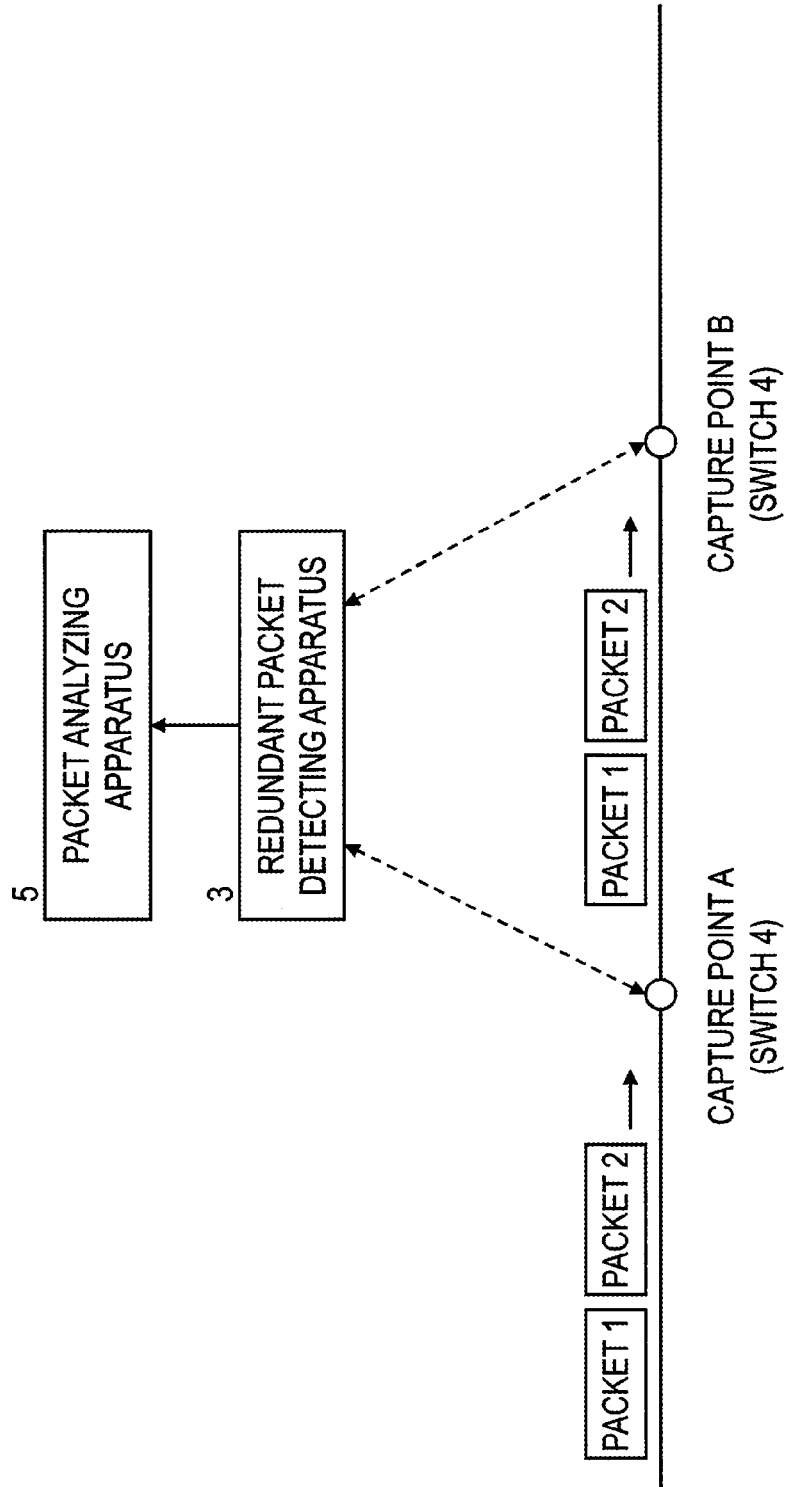 5
PACKET ANALYZING
APPARATUS
3
REDUNDANT PACKET
DETECTING APPARATUS
PACKET 1
PACKET 2
PACKET 1
PACKET 2
CAPTURE POINT A
(SWITCH 4)
CAPTURE POINT B
(SWITCH 4)